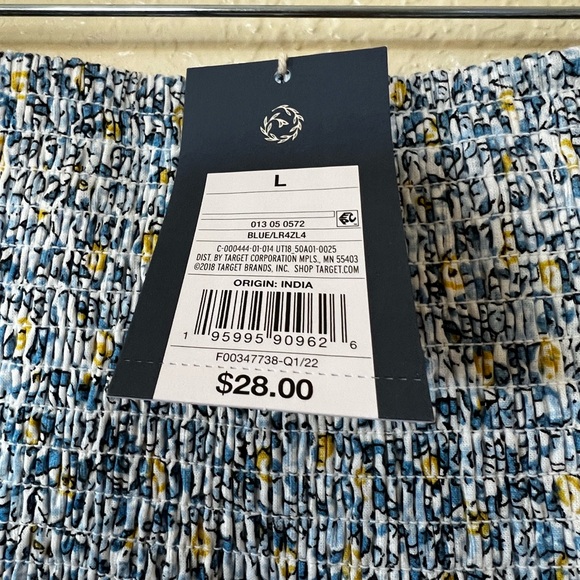 L
013 05 0572
BLUE/LR4ZL4
C-000444-01-014 UT18_50A01-0025
DIST. BY TARGET CORPORATION MPLS., MN 55403
©2018 TARGET BRANDS, INC. SHOP TARGET.COM
ORIGIN: INDIA
1 95995 90962 6
F00347738-Q1/22
$28.00